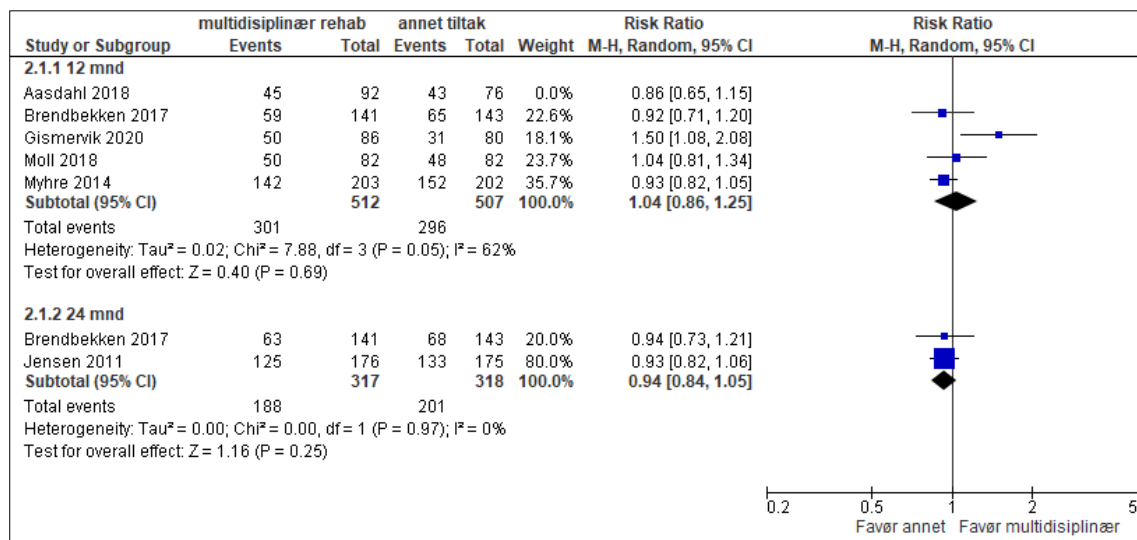 multidisiplinær rehab annet tiltak Risk Ratio Risk Ratio
Study or Subgroup Events Total Events Total Weight M-H, Random, 95% CI M-H, Random, 95% CI
2.1.1 12 mnd
Aasdahl 2018 45 92 43 76 0.0% 0.86 [0.65, 1.15]
Brendbekken 2017 59 141 65 143 22.6% 0.92 [0.71, 1.20]
Gismervik 2020 50 86 31 80 18.1% 1.50 [1.08, 2.08]
Moll 2018 50 82 48 82 23.7% 1.04 [0.81, 1.34]
Myhre 2014 142 203 152 202 35.7% 0.93 [0.82, 1.05]
Subtotal (95% CI) 512 507 100.0% 1.04 [0.86, 1.25]
Total events 301 296
Heterogeneity: Tau² = 0.02; Chi² = 7.88, df = 3 (P = 0.05); I² = 62%
Test for overall effect: Z = 0.40 (P = 0.69)
2.1.2 24 mnd
Brendbekken 2017 63 141 68 143 20.0% 0.94 [0.73, 1.21]
Jensen 2011 125 176 133 175 80.0% 0.93 [0.82, 1.06]
Subtotal (95% CI) 317 318 100.0% 0.94 [0.84, 1.05]
Total events 188 201
Heterogeneity: Tau² = 0.00; Chi² = 0.00, df = 1 (P = 0.97); I² = 0%
Test for overall effect: Z = 1.16 (P = 0.25)
0.2 0.5 1 2 5
Favør annet Favør multidisiplinær